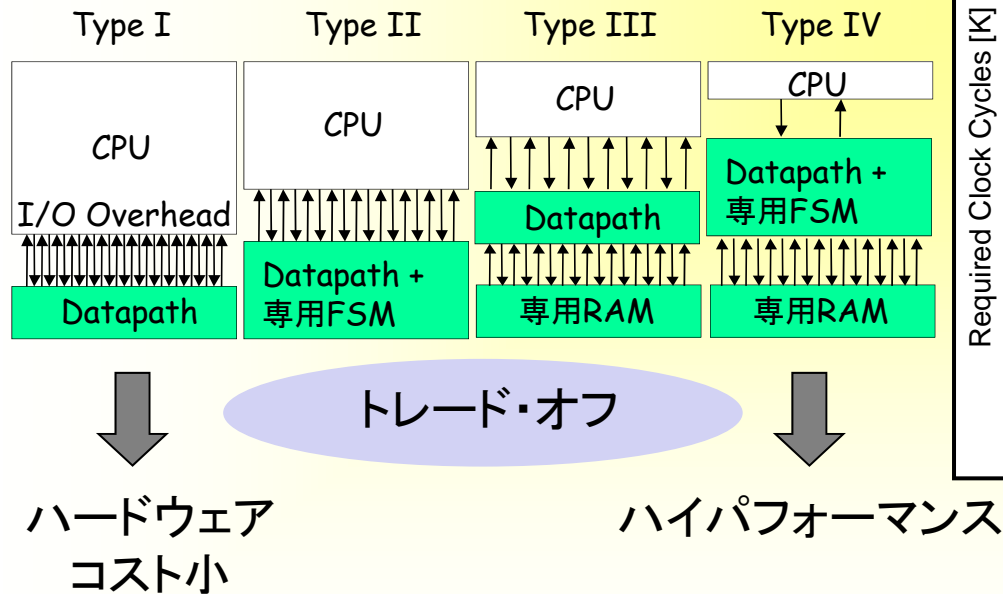 Type I
Type II
Type III
Type IV
CPU
I/O Overhead
Datapath
CPU
Datapath +
専用FSM
CPU
Datapath
専用RAM
CPU
Datapath +
専用FSM
専用RAM
Required Clock Cycles [K]
トレード・オフ
ハードウェア
コスト小
ハイパフォーマンス